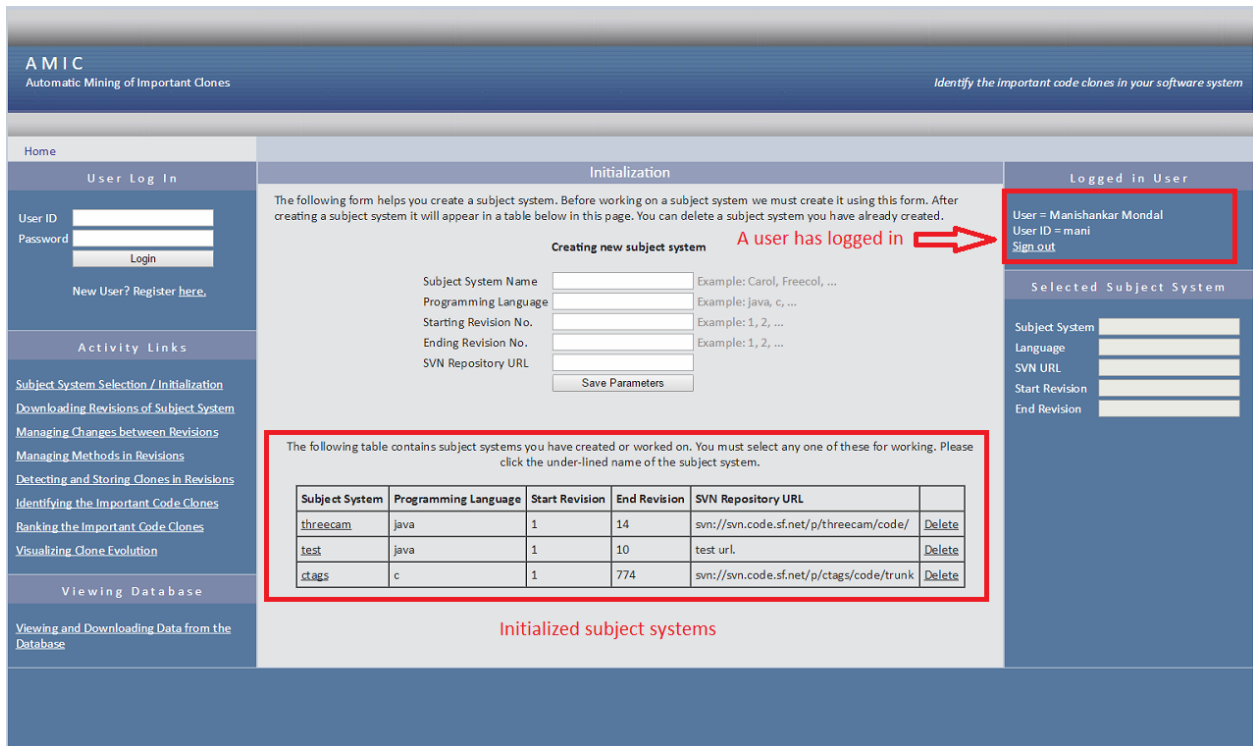 AMIC
Automatic Mining of Important Clones
Identify the important code clones in your software system
Home
User Log In
User ID
Password
Login
New User? Register here.
Activity Links
Subject System Selection / Initialization
Downloading Revisions of Subject System
Managing Changes between Revisions
Managing Methods in Revisions
Detecting and Storing Clones in Revisions
Identifying the Important Code Clones
Ranking the Important Code Clones
Visualizing Clone Evolution
Viewing Database
Viewing and Downloading Data from the
Database
Initialization
The following form helps you create a subject system. Before working on a subject system we must create it using this form. After
creating a subject system it will appear in a table below in this page. You can delete a subject system you have already created.
Creating new subject system
A user has logged in
Subject System Name Example: Carol, Freecol, ...
Programming Language Example: java, c, ...
Starting Revision No. Example: 1, 2, ...
Ending Revision No. Example: 1, 2, ...
SVN Repository URL
Save Parameters
The following table contains subject systems you have created or worked on. You must select any one of these for working. Please
click the under-lined name of the subject system.
Subject System Programming Language Start Revision End Revision SVN Repository URL
threecam java 1 14 svn://svn.code.sf.net/p/threecam/code/ Delete
test java 1 10 test url. Delete
ctags c 1 774 svn://svn.code.sf.net/p/ctags/code/trunk Delete
Initialized subject systems
Logged in User
User = Manishankar Mondal
User ID = mani
Sign out
Selected Subject System
Subject System
Language
SVN URL
Start Revision
End Revision